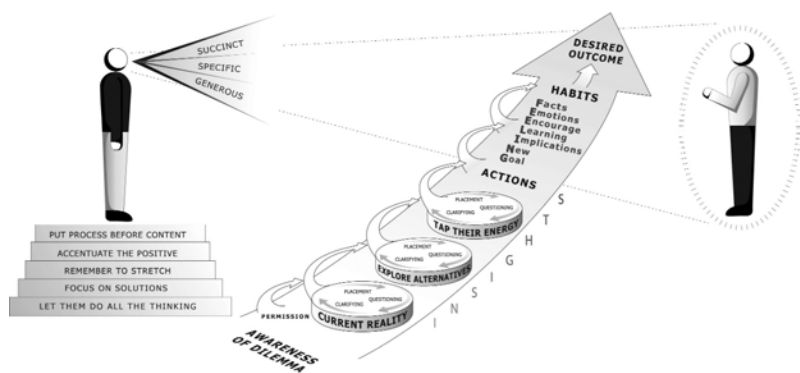 SUCCINCT
SPECIFIC
GENEROUS
PUT PROCESS BEFORE CONTENT
ACCENTUATE THE POSITIVE
REMEMBER TO STRETCH
FOCUS ON SOLUTIONS
LET THEM DO ALL THE THINKING
DESIRED
OUTCOME
HABITS
Facts
Emotions
Encourage
Learning
Implications
New
Goal
ACTIONS
PLACEMENT
QUESTIONING
CLARIFYING
TAP THEIR ENERGY
PLACEMENT
QUESTIONING
CLARIFYING
EXPLORE ALTERNATIVES
PLACEMENT
QUESTIONING
CLARIFYING
CURRENT REALITY
PERMISSION
AWARENESS
OF DILEMMA
INSIGHTS